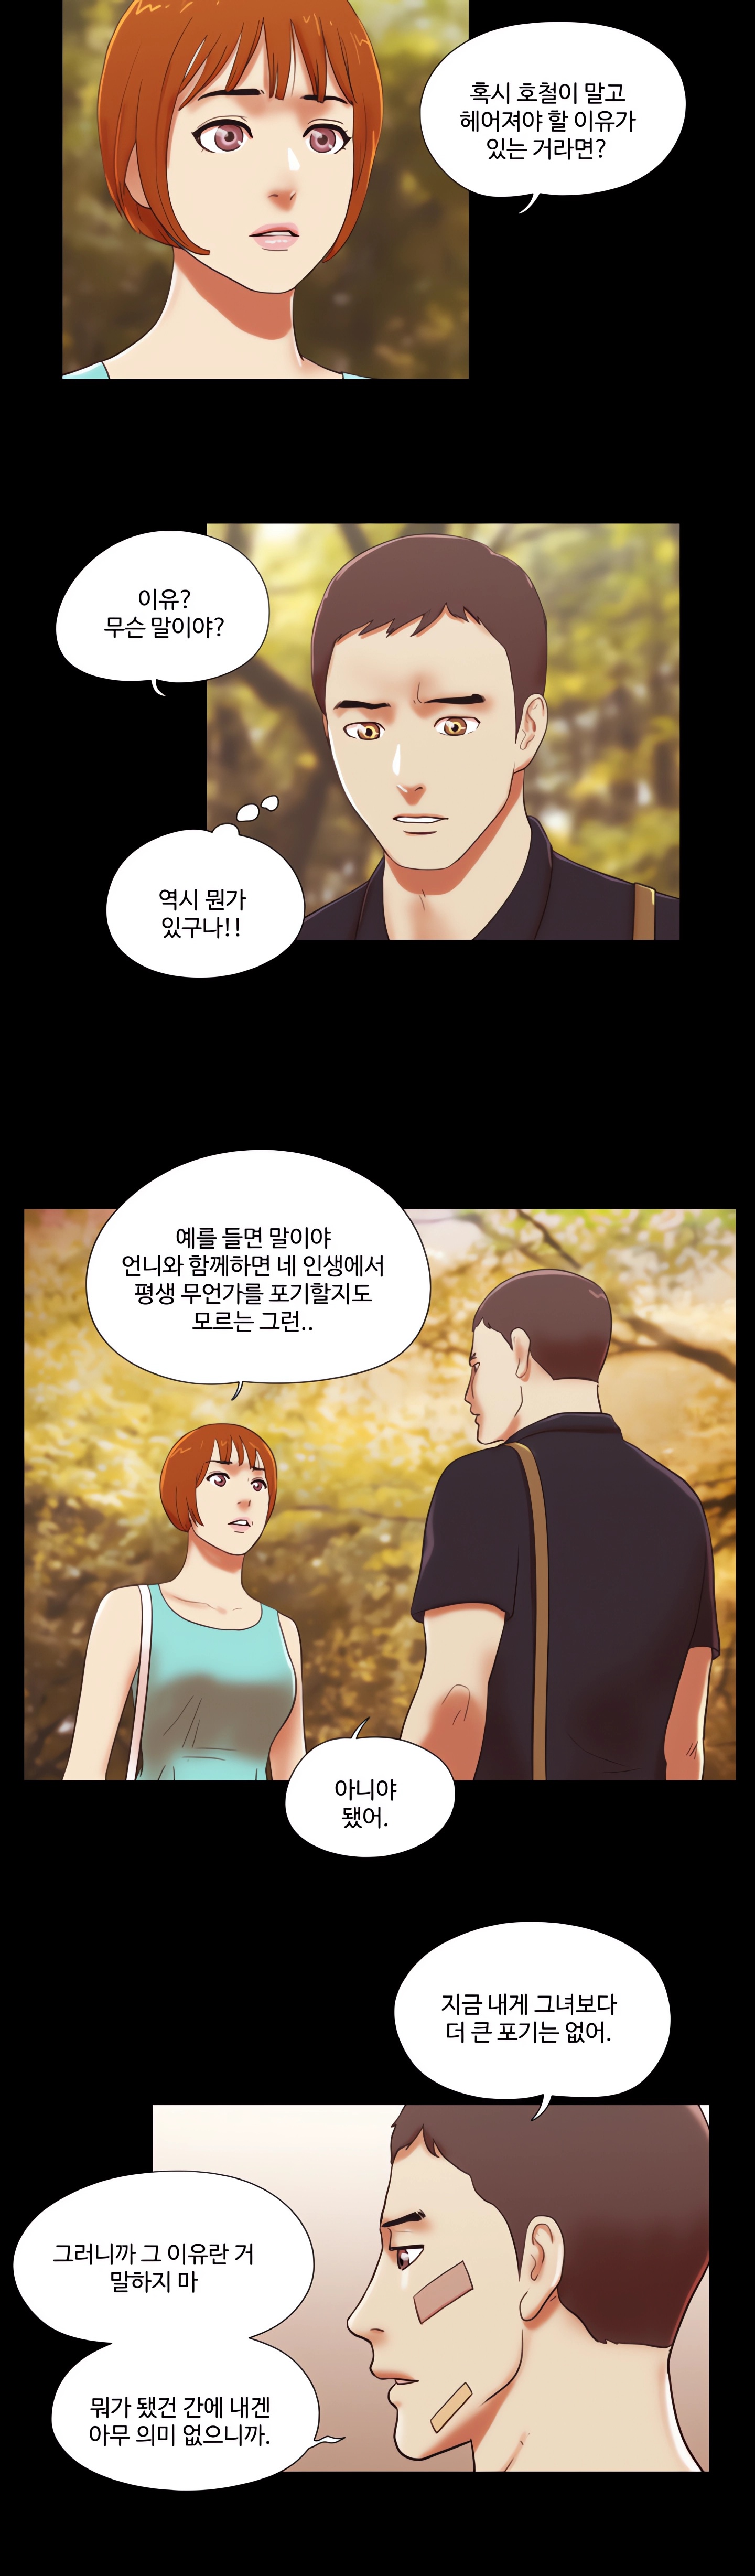 혹시 호철이 말고
헤어져야 할 이유가
있는 거라면?
이유?
무슨 말이야?
역시 뭔가
있구나!!
예를 들면 말이야
언니와 함께하면 네 인생에서
평생 무언가를 포기할지도
모르는 그런..
아니야
됐어.
지금 내게 그녀보다
더 큰 포기는 없어.
그러니까 그 이유란 거
말하지 마
뭐가 됐건 간에 내겐
아무 의미 없으니까.